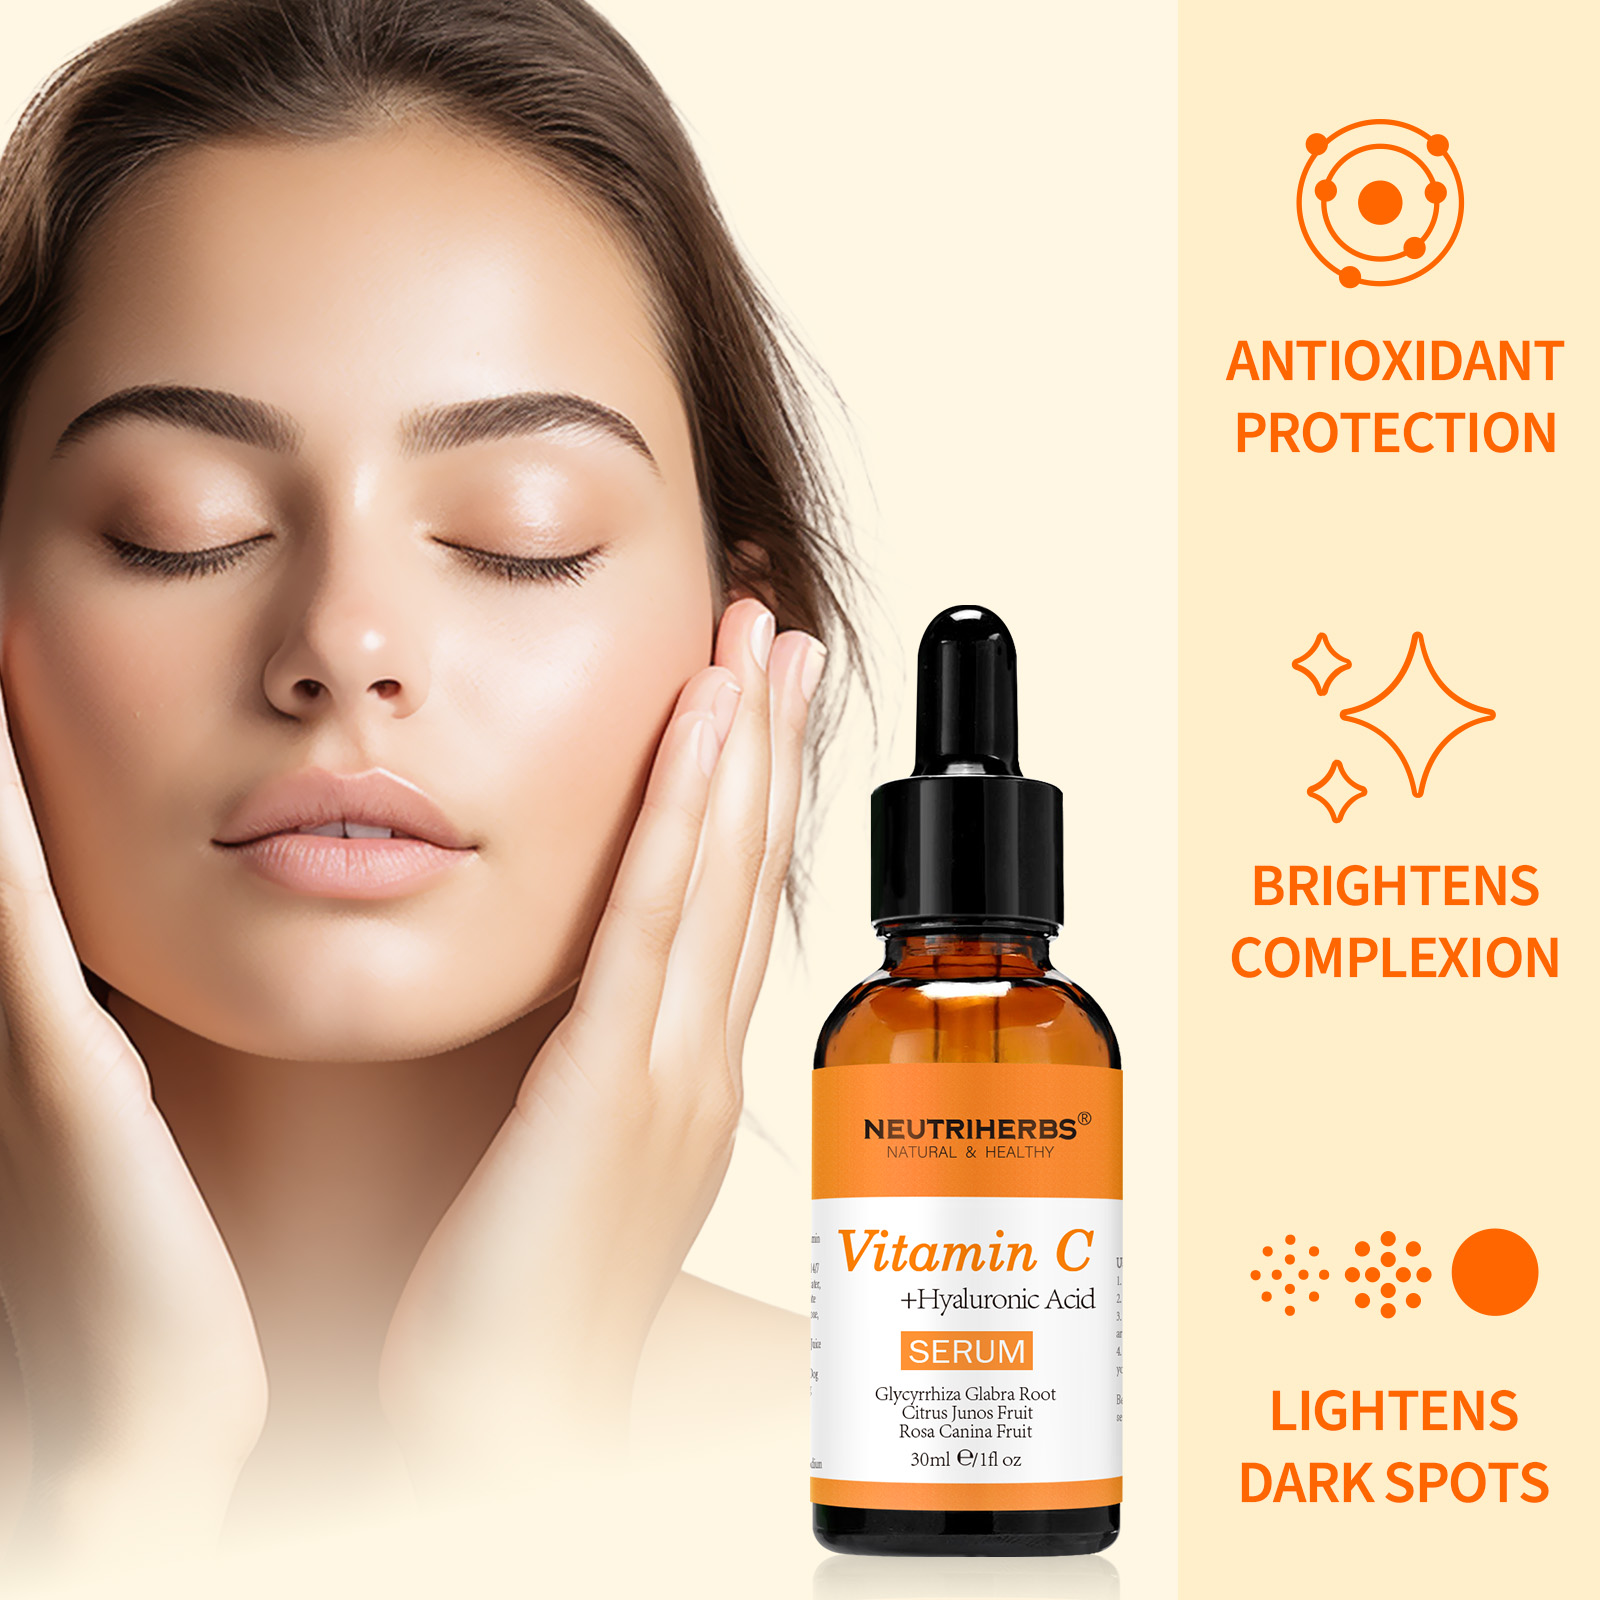 ANTIOXIDANT
PROTECTION
BRIGHTENS
COMPLEXION
LIGHTENS
DARK SPOTS
NEUTRIHERBS®
NATURAL & HEALTHY
Vitamin C
+Hyaluronic Acid
SERUM
Glycyrrhiza Glabra Root
Citrus Junos Fruit
Rosa Canina Fruit
30ml ℮/1fl oz